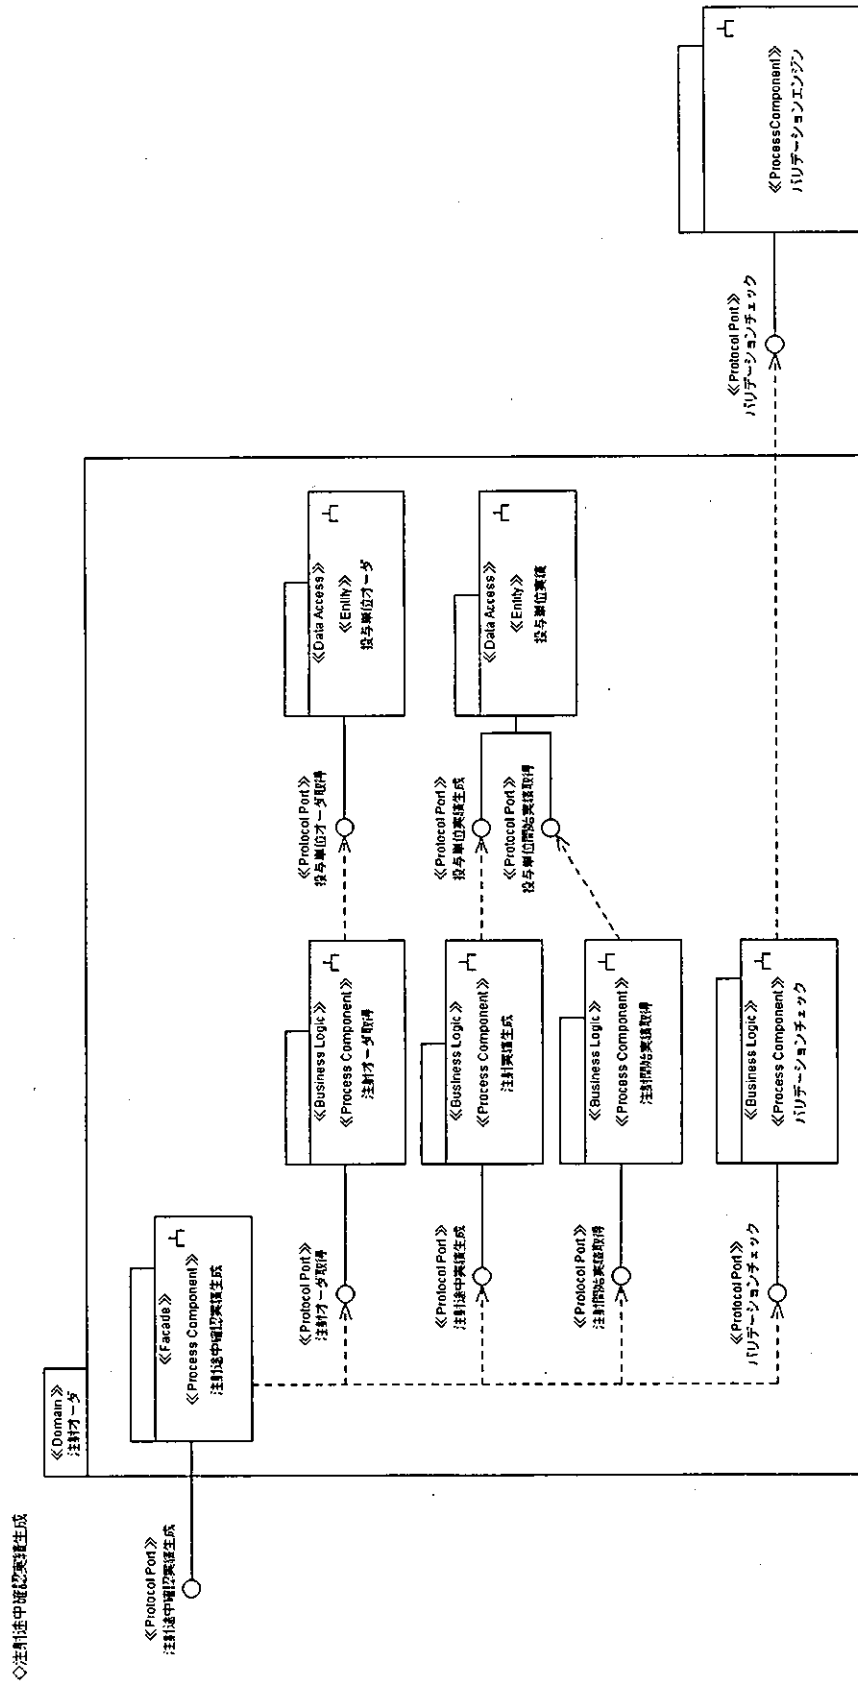 ◇注射途中確認実績生成
≪Domain≫
注射オーダ
≪Protocol Port≫
注射途中確認実績生成
≪Facade≫
≪Process Component≫
注射途中確認実績生成
≪Protocol Port≫
注射オーダ取得
≪Business Logic≫
≪Process Component≫
注射オーダ取得
≪Protocol Port≫
投与単位オーダ取得
≪Data Access≫
≪Entity≫
投与単位オーダ
≪Protocol Port≫
注射途中実績生成
≪Business Logic≫
≪Process Component≫
注射実績生成
≪Protocol Port≫
投与単位実績生成
≪Data Access≫
≪Entity≫
投与単位実績
≪Protocol Port≫
注射開始実績取得
≪Business Logic≫
≪Process Component≫
注射開始実績取得
≪Protocol Port≫
投与単位開始実績取得
≪Protocol Port≫
バリデーションチェック
≪Business Logic≫
≪Process Component≫
バリデーションチェック
≪Protocol Port≫
バリデーションチェック
≪ProcessComponent≫
バリデーションエンジン